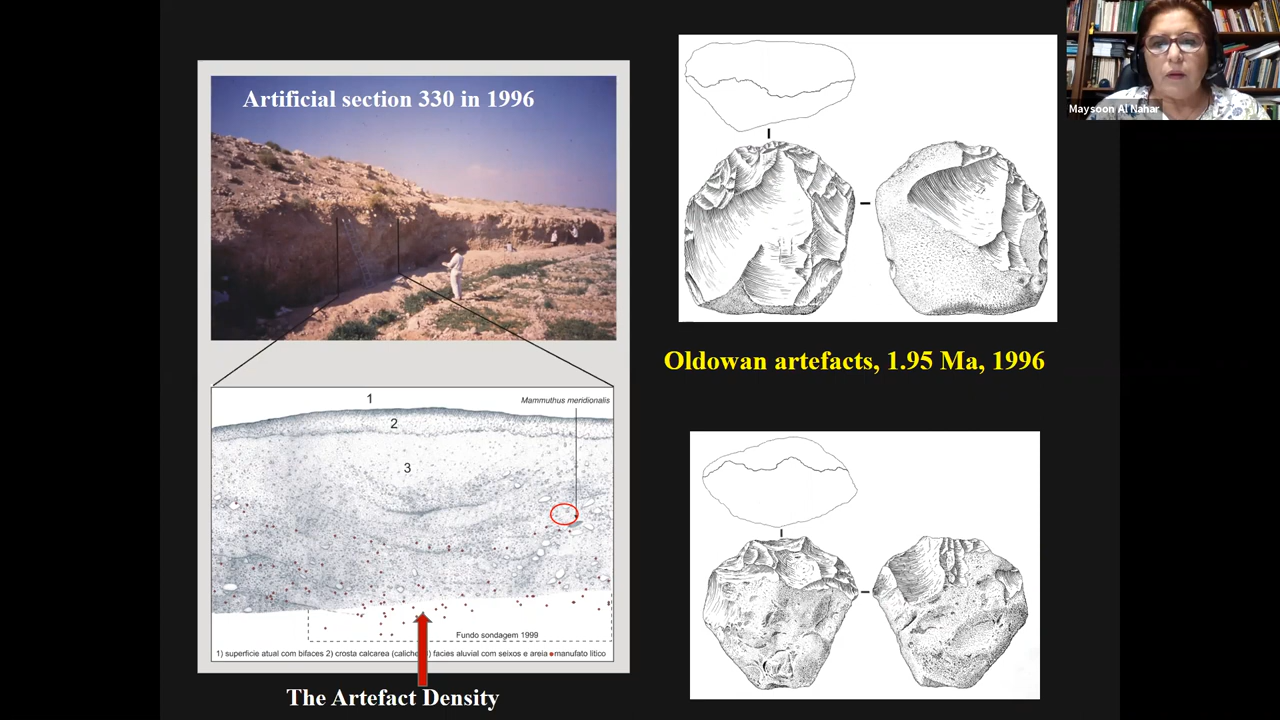 Artificial section 330 in 1996
1
2
3
Mammuthus meridionalis
Fundo sondagem 1999
1) superficie atual com bifaces 2) crosta calcarea (caliche) facies aluvial com seixos e areia manufato litico
The Artefact Density
Oldowan artefacts, 1.95 Ma, 1996
Maysoon Al Nahar